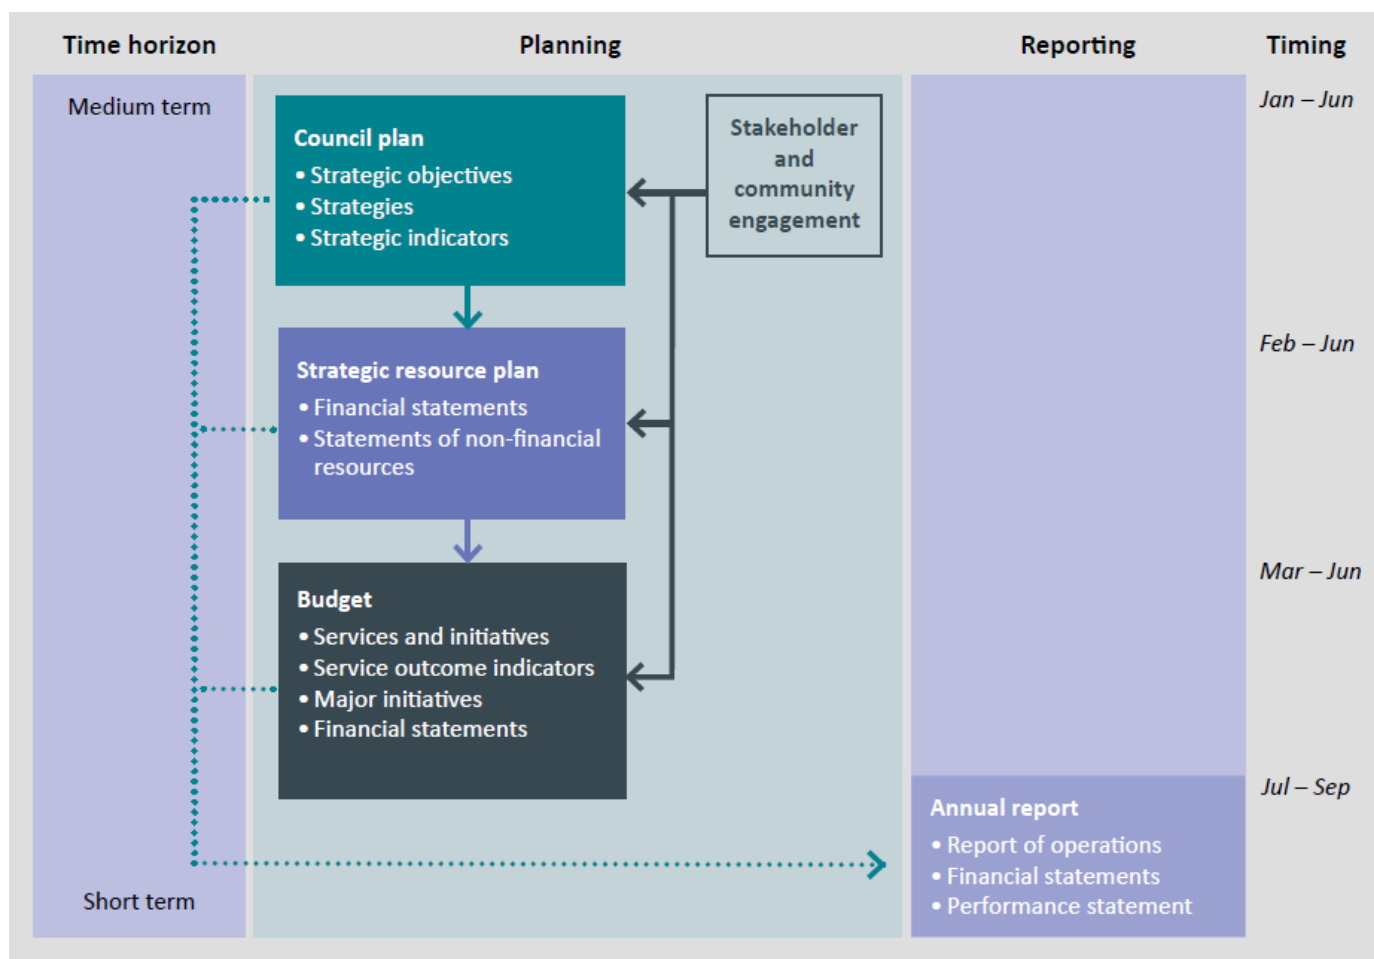 Time horizon
Planning
Reporting
Timing
Medium term
Jan – Jun
Council plan
• Strategic objectives
• Strategies
• Strategic indicators
Stakeholder
and
community
engagement
Feb – Jun
Strategic resource plan
• Financial statements
• Statements of non-financial
resources
Mar – Jun
Budget
• Services and initiatives
• Service outcome indicators
• Major initiatives
• Financial statements
Jul – Sep
Annual report
• Report of operations
• Financial statements
• Performance statement
Short term